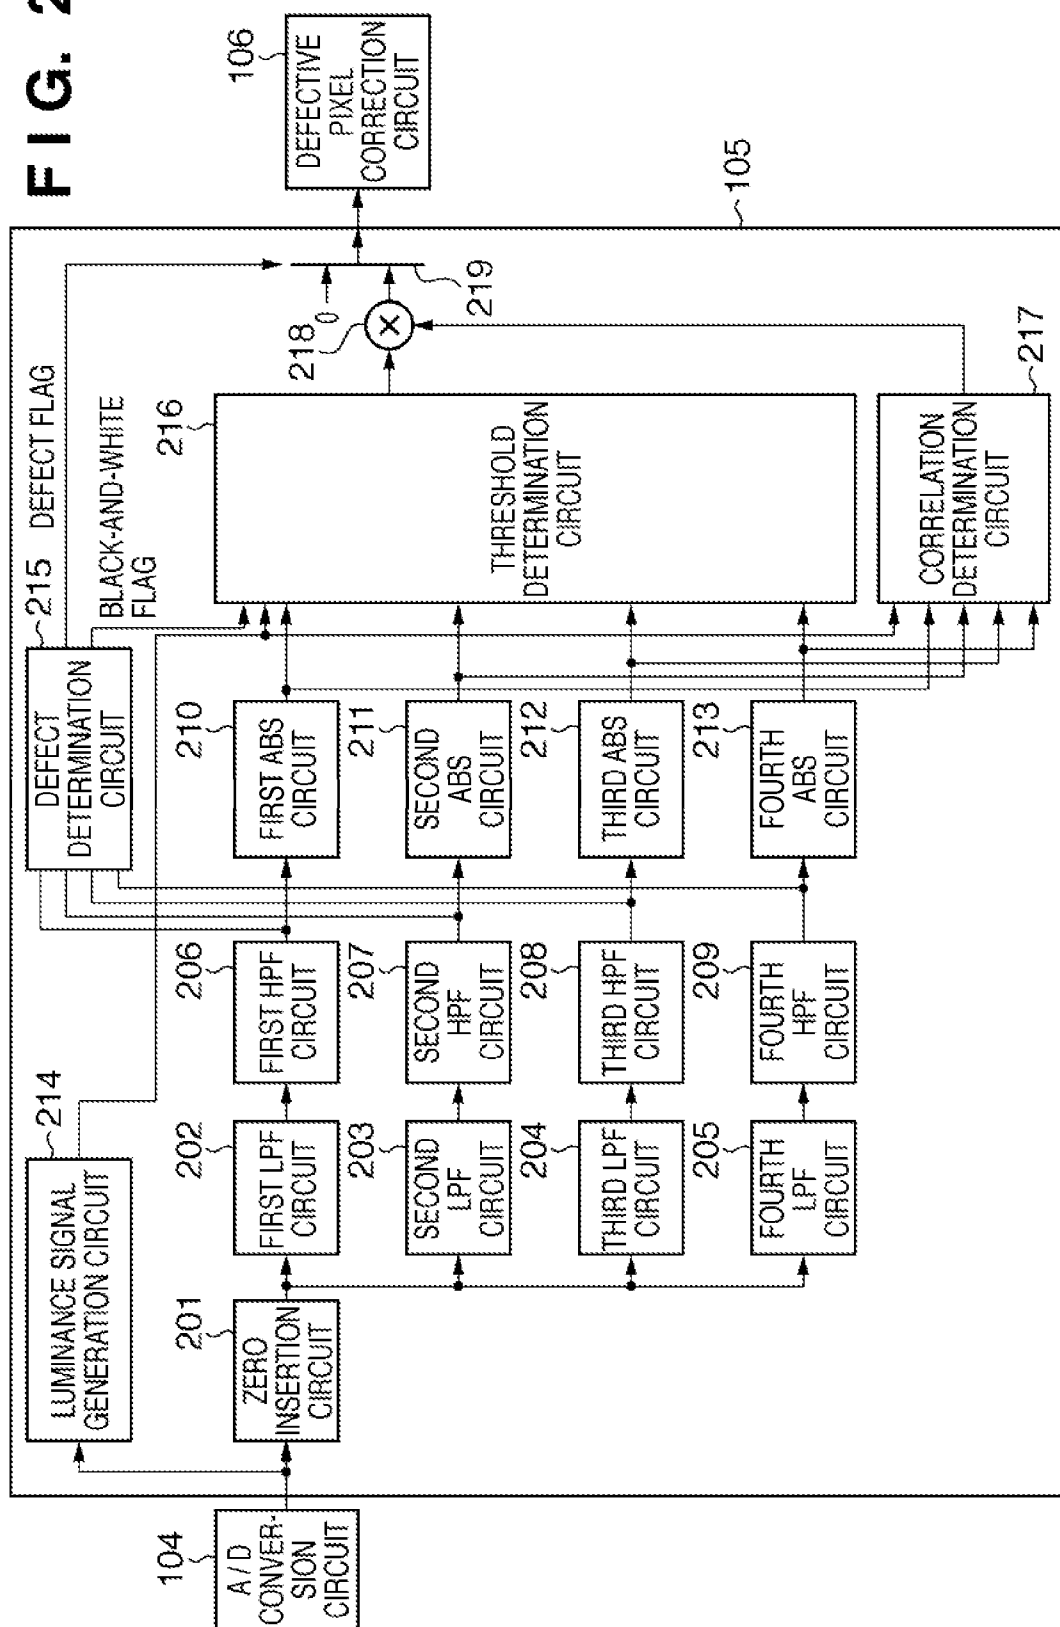 FIG. 2
104
A/D
CONVER-
SION
CIRCUIT
214
LUMINANCE SIGNAL
GENERATION CIRCUIT
201
ZERO
INSERTION
CIRCUIT
202
FIRST LPF
CIRCUIT
203
SECOND
LPF
CIRCUIT
204
THIRD LPF
CIRCUIT
205
FOURTH
LPF
CIRCUIT
206
FIRST HPF
CIRCUIT
207
SECOND
HPF
CIRCUIT
208
THIRD HPF
CIRCUIT
209
FOURTH
HPF
CIRCUIT
215
DEFECT
DETERMINATION
CIRCUIT
DEFECT FLAG
BLACK-AND-WHITE
FLAG
210
FIRST ABS
CIRCUIT
211
SECOND
ABS
CIRCUIT
212
THIRD ABS
CIRCUIT
213
FOURTH
ABS
CIRCUIT
216
THRESHOLD
DETERMINATION
CIRCUIT
217
CORRELATION
DETERMINATION
CIRCUIT
218
0
×
219
105
106
DEFECTIVE
PIXEL
CORRECTION
CIRCUIT